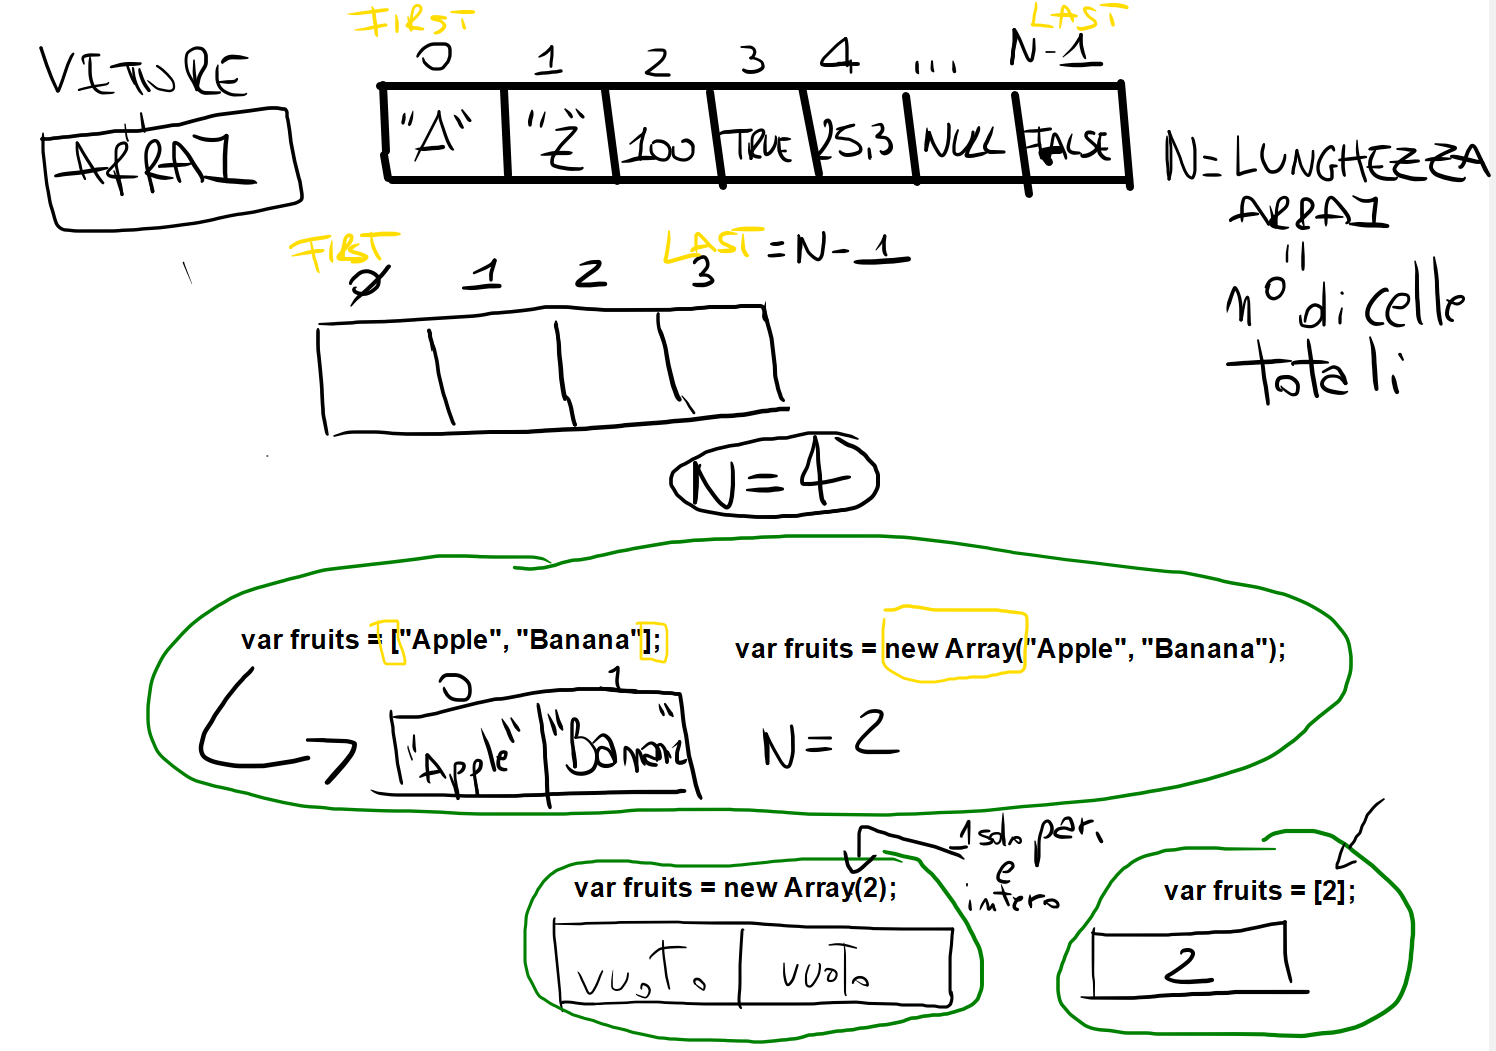 FIRST
LAST
0 1 2 3 4 ... N-1
VETTORE
ARRAY
"A" "Z" 100 TRUE 25,3 NULL FALSE
N= LUNGHEZZA
ARRAY
"
n° di celle
totali
FIRST
LAST = N-1
0 1 2 3
N=4
var fruits = ["Apple", "Banana"];
var fruits = new Array("Apple", "Banana");
0 1
"Apple" "Banana"
N=2
1 solo par.
e
intero
var fruits = new Array(2);
vuoto vuoto
var fruits = [2];
2